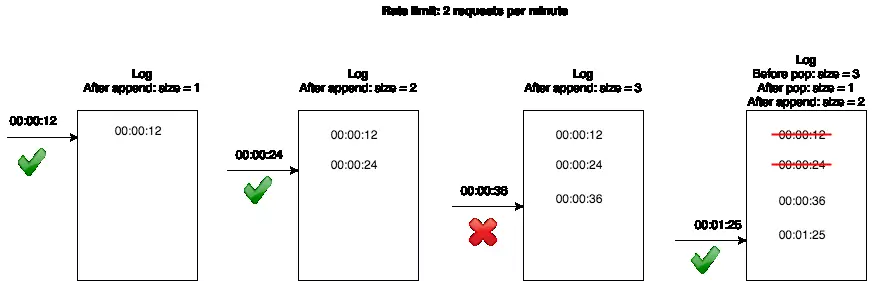 Rate limit: 2 requests per minute
Log
After append: size = 1
00:00:12
00:00:12
Log
After append: size = 2
00:00:24
00:00:12
00:00:24
Log
After append: size = 3
00:00:36
00:00:12
00:00:24
00:00:36
Log
Before pop: size = 3
After pop: size = 1
After append: size = 2
00:01:25
00:00:12
00:00:24
00:00:36
00:01:25